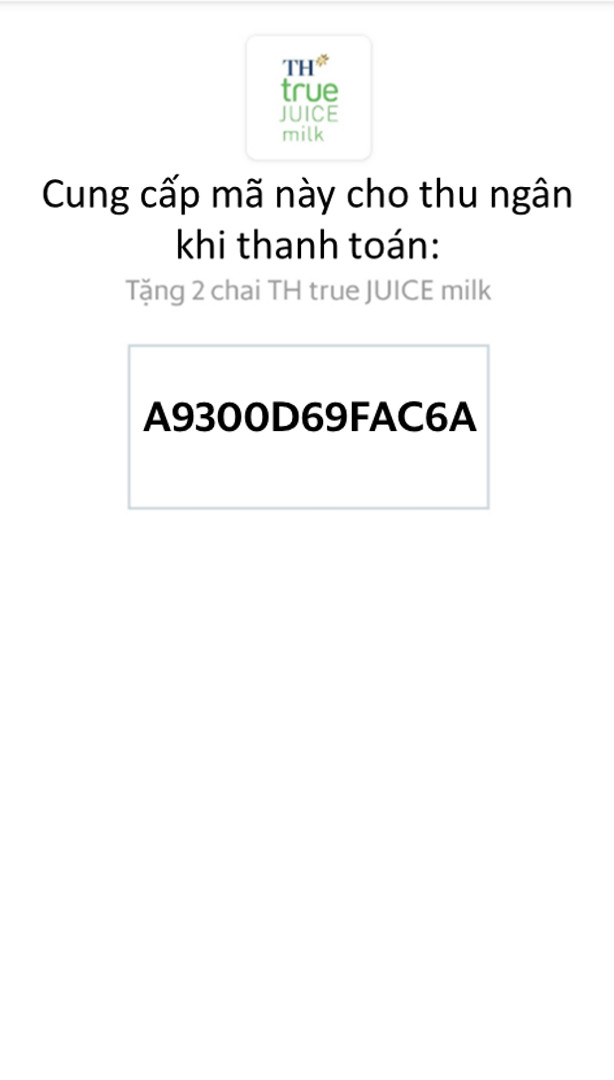 TH
true
JUICE
milk
Cung cấp mã này cho thu ngân
khi thanh toán:
Tặng 2 chai TH true JUICE milk
A9300D69FAC6A